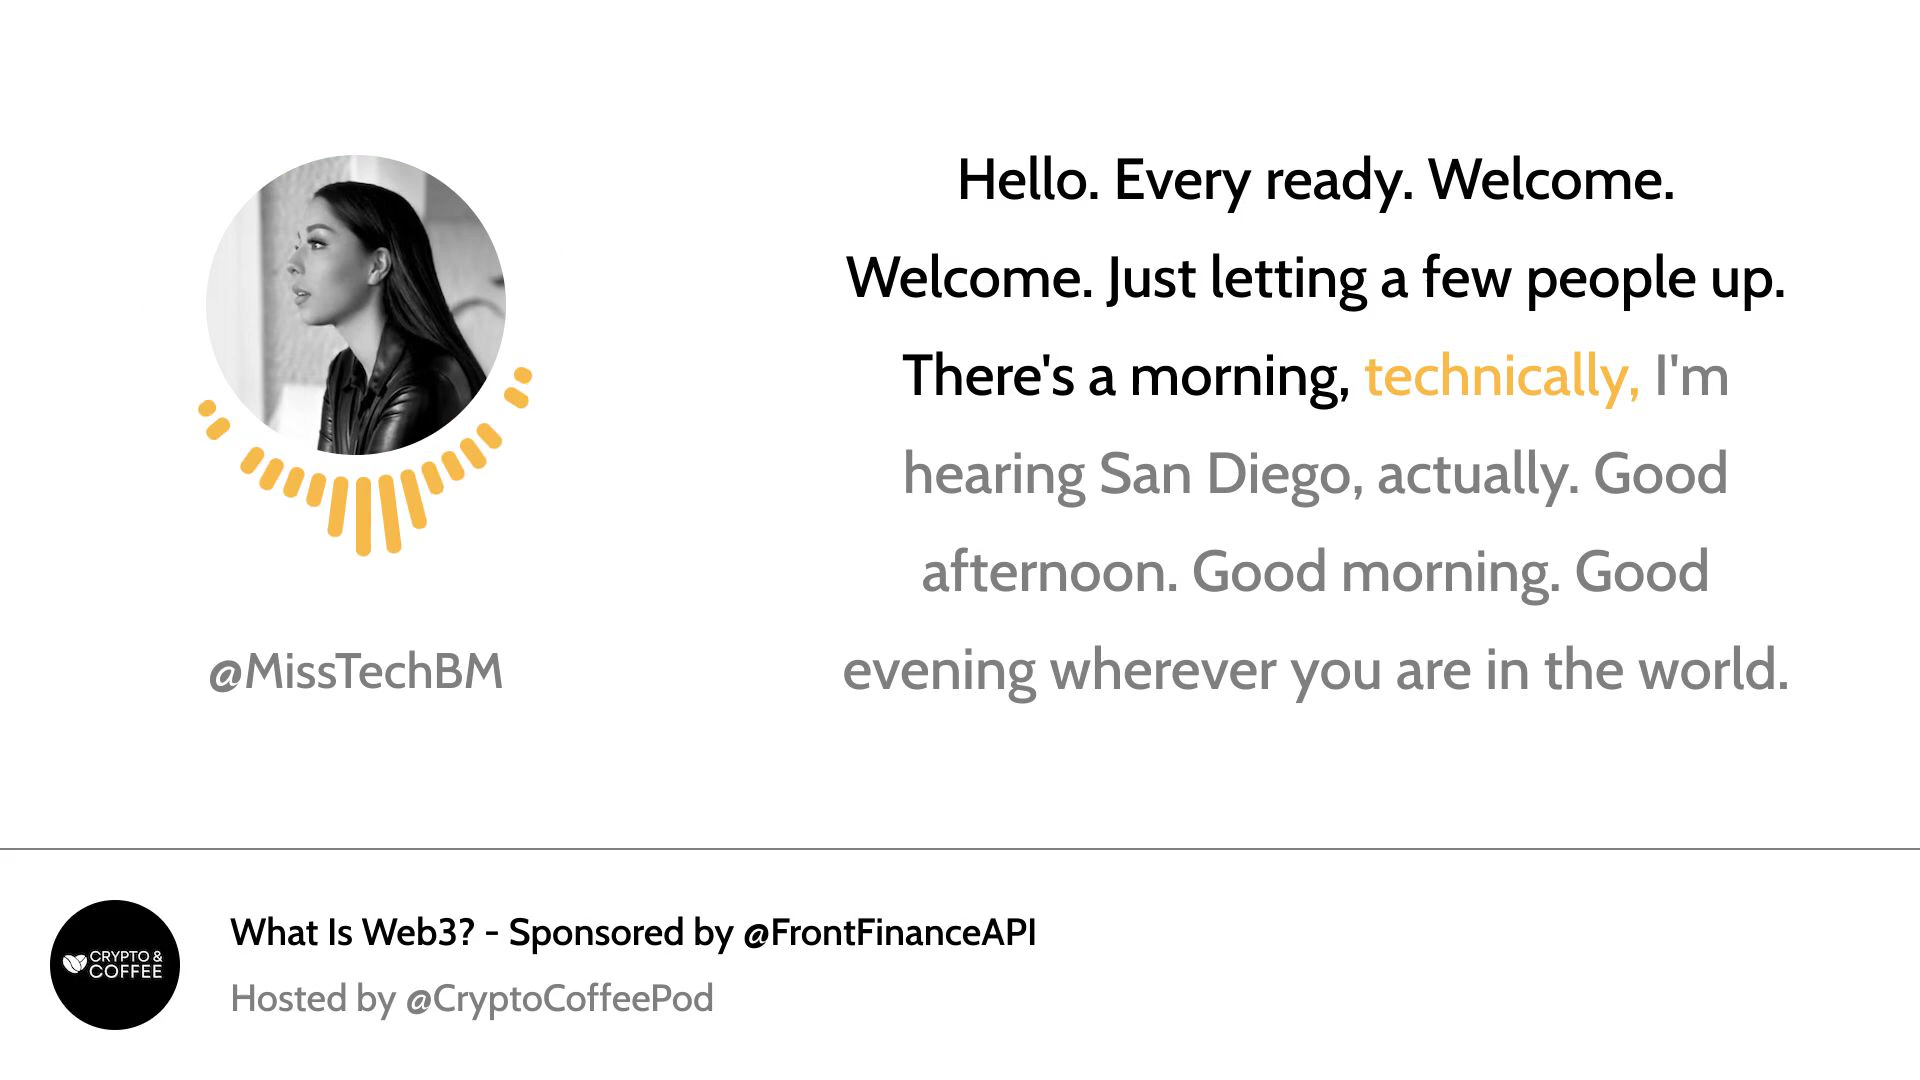 Hello. Every ready. Welcome.
Welcome. Just letting a few people up.
There's a morning, technically, I'm
hearing San Diego, actually. Good
afternoon. Good morning. Good
evening wherever you are in the world.
@MissTechBM
CRYPTO &
COFFEE
What Is Web3? - Sponsored by @FrontFinanceAPI
Hosted by @CryptoCoffeePod